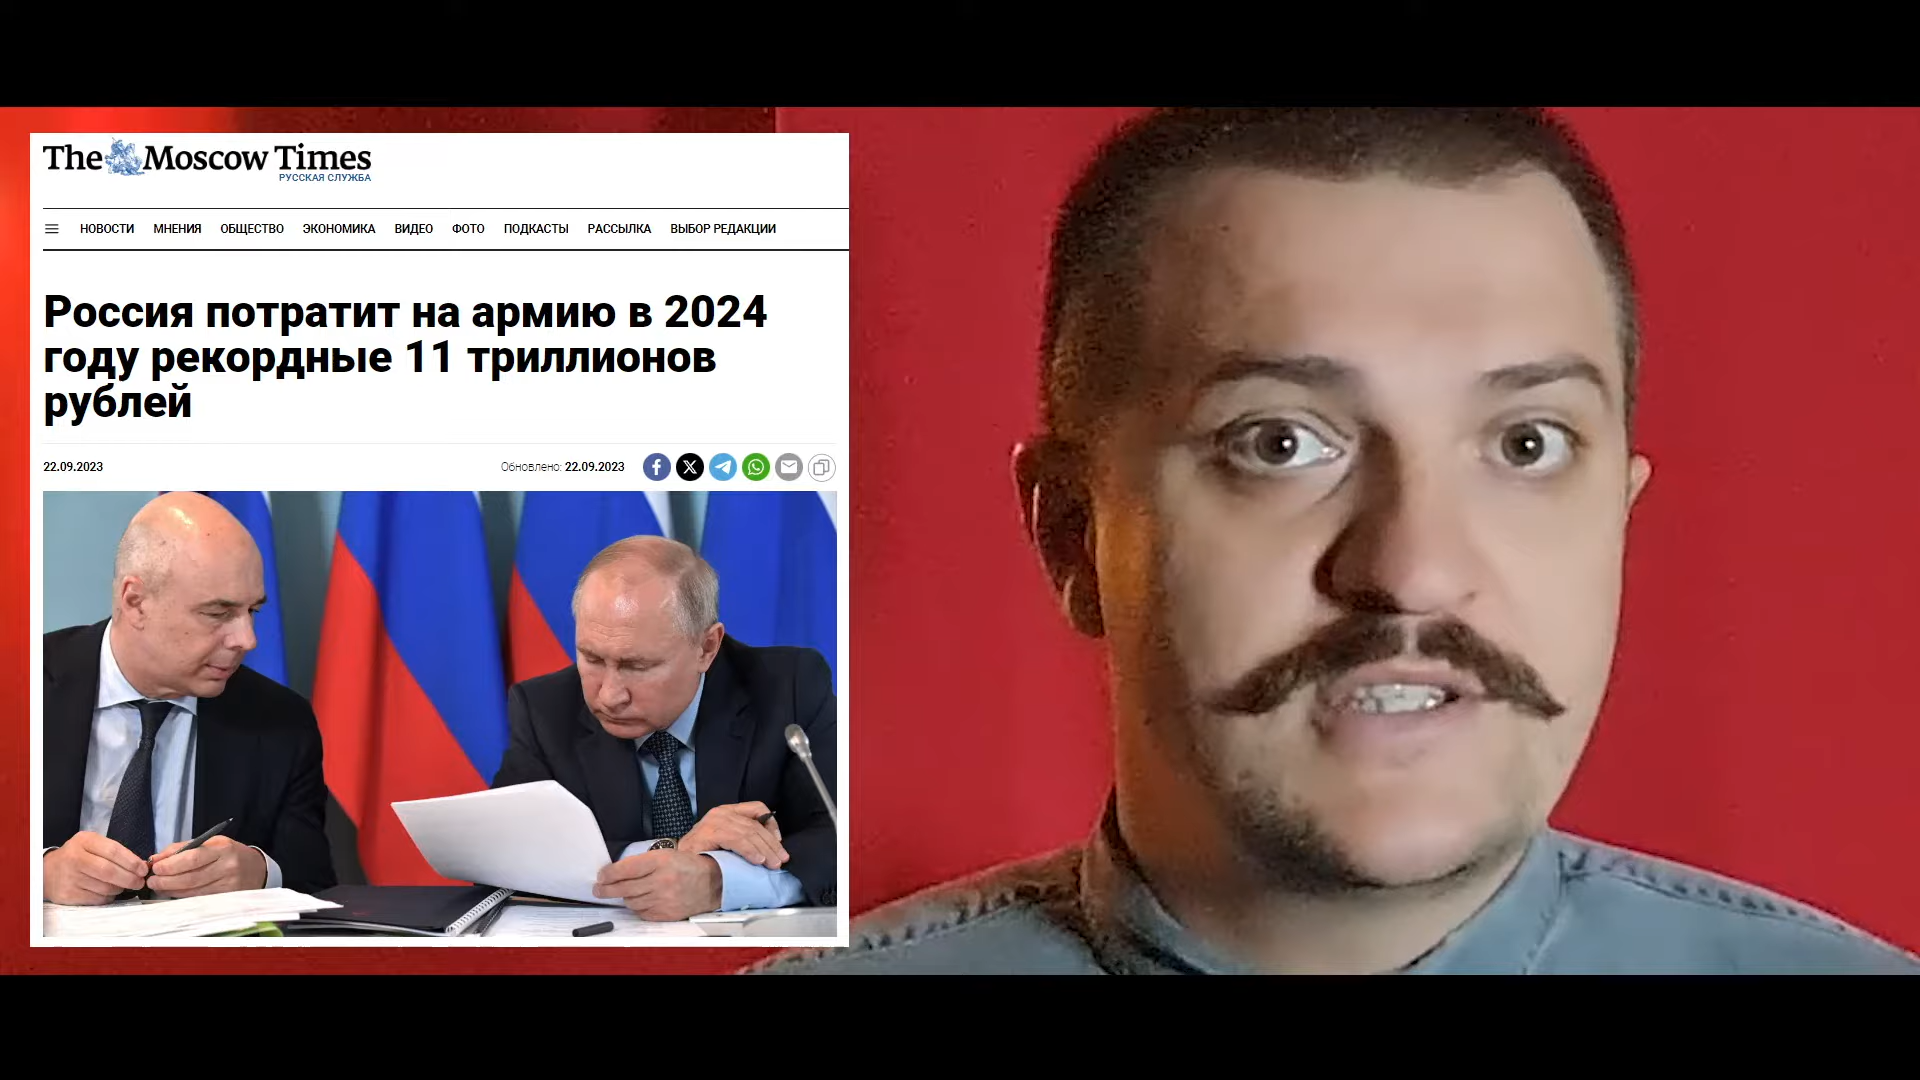 The Moscow Times
РУССКАЯ СЛУЖБА
НОВОСТИ МНЕНИЯ ОБЩЕСТВО ЭКОНОМИКА ВИДЕО ФОТО ПОДКАСТЫ РАССЫЛКА ВЫБОР РЕДАКЦИИ
Россия потратит на армию в 2024
году рекордные 11 триллионов
рублей
22.09.2023 Обновлено: 22.09.2023